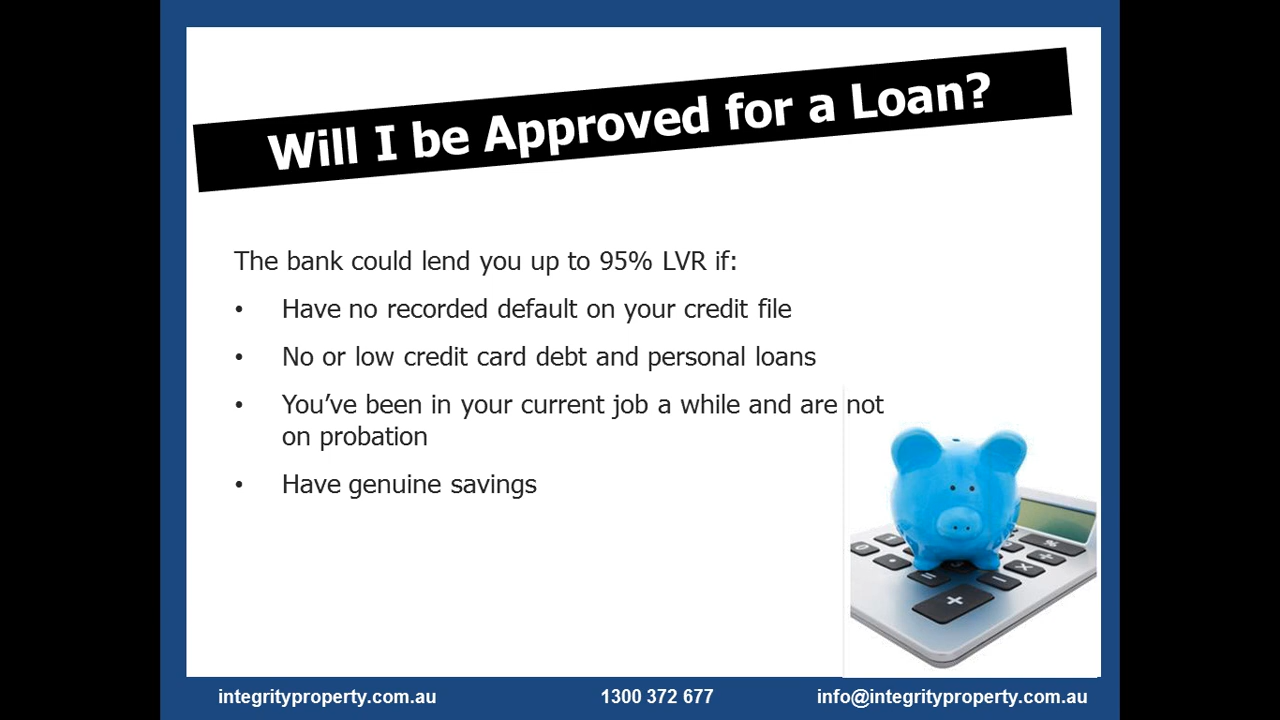 Will I be Approved for a Loan?
The bank could lend you up to 95% LVR if:
• Have no recorded default on your credit file
• No or low credit card debt and personal loans
• You’ve been in your current job a while and are not
on probation
• Have genuine savings
0
•
=
+
–
×
+
%
integrityproperty.com.au 1300 372 677 info@integrityproperty.com.au